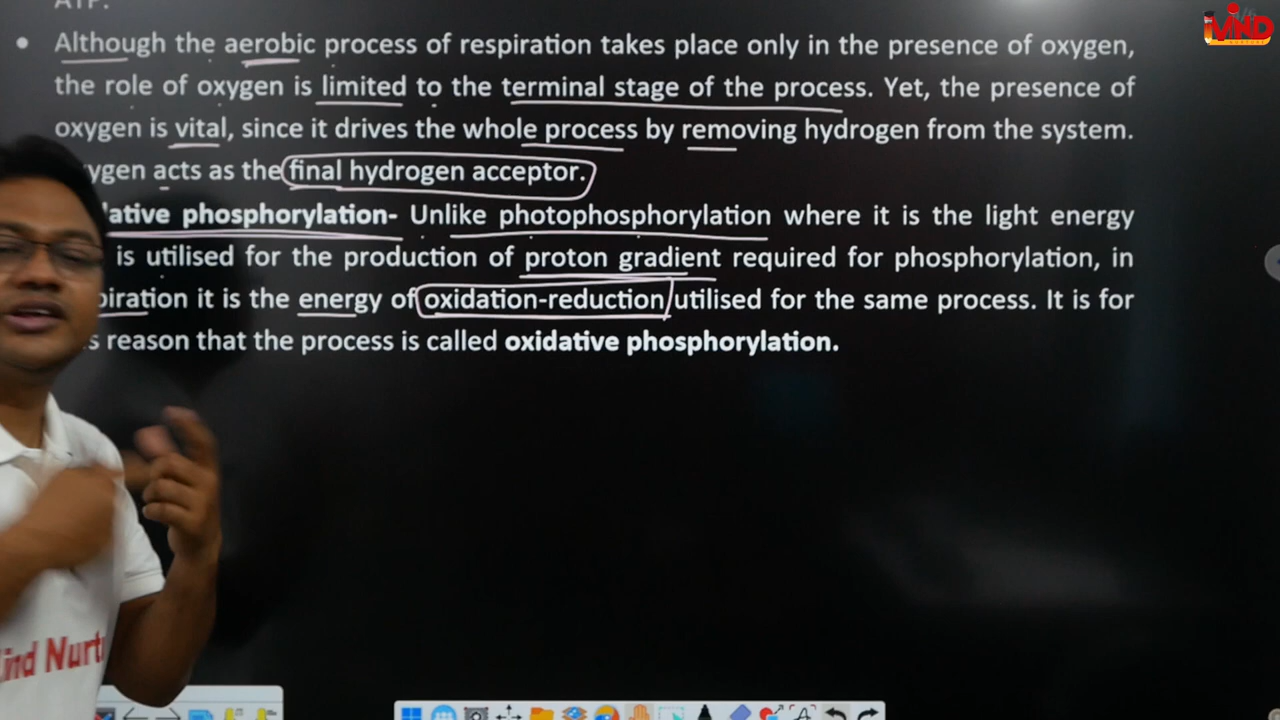 ATP.
• Although the aerobic process of respiration takes place only in the presence of oxygen,
the role of oxygen is limited to the terminal stage of the process. Yet, the presence of
oxygen is vital, since it drives the whole process by removing hydrogen from the system.
ygen acts as the final hydrogen acceptor.
ative phosphorylation- Unlike photophosphorylation where it is the light energy
is utilised for the production of proton gradient required for phosphorylation, in
piration it is the energy of oxidation-reduction utilised for the same process. It is for
s reason that the process is called oxidative phosphorylation.
MIND
ind Nurt